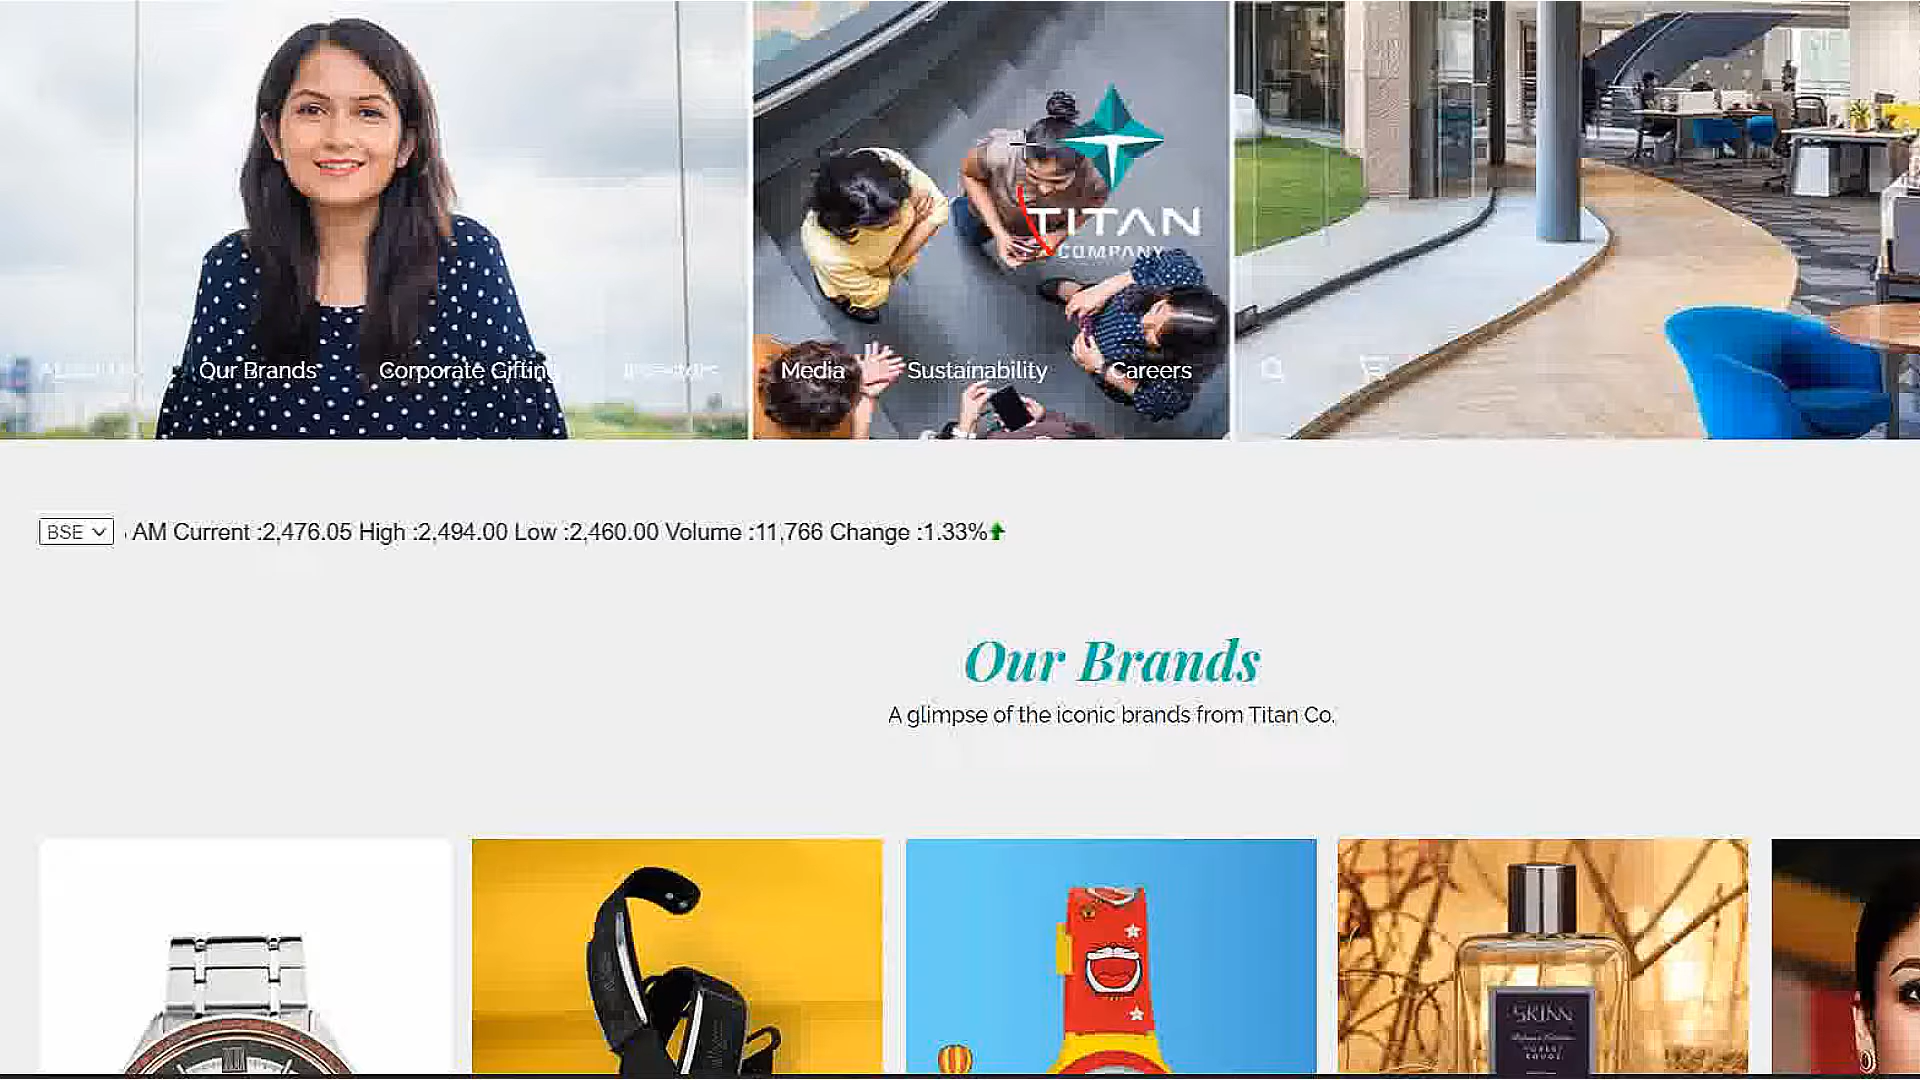 TITAN
COMPANY
Our Brands
Corporate Gifting
Investors
Media
Sustainability
Careers
BSE
AM Current :2,476.05 High :2,494.00 Low :2,460.00 Volume :11,766 Change :1.33%
Our Brands
A glimpse of the iconic brands from Titan Co.
SKINN